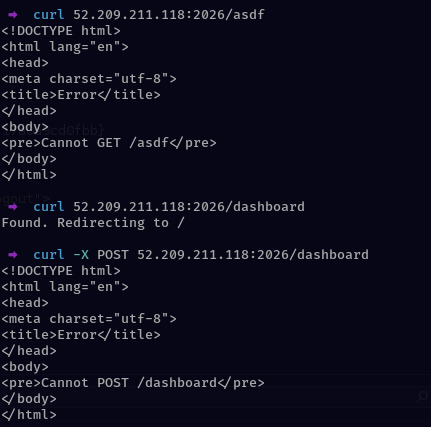 ➡ curl 52.209.211.118:2026/asdf
<!DOCTYPE html>
<html lang="en">
<head>
<meta charset="utf-8">
<title>Error</title>
</head>
<body>
<pre>Cannot GET /asdf</pre>
</body>
</html>
➡ curl 52.209.211.118:2026/dashboard
Found. Redirecting to /
➡ curl -X POST 52.209.211.118:2026/dashboard
<!DOCTYPE html>
<html lang="en">
<head>
<meta charset="utf-8">
<title>Error</title>
</head>
<body>
<pre>Cannot POST /dashboard</pre>
</body>
</html>